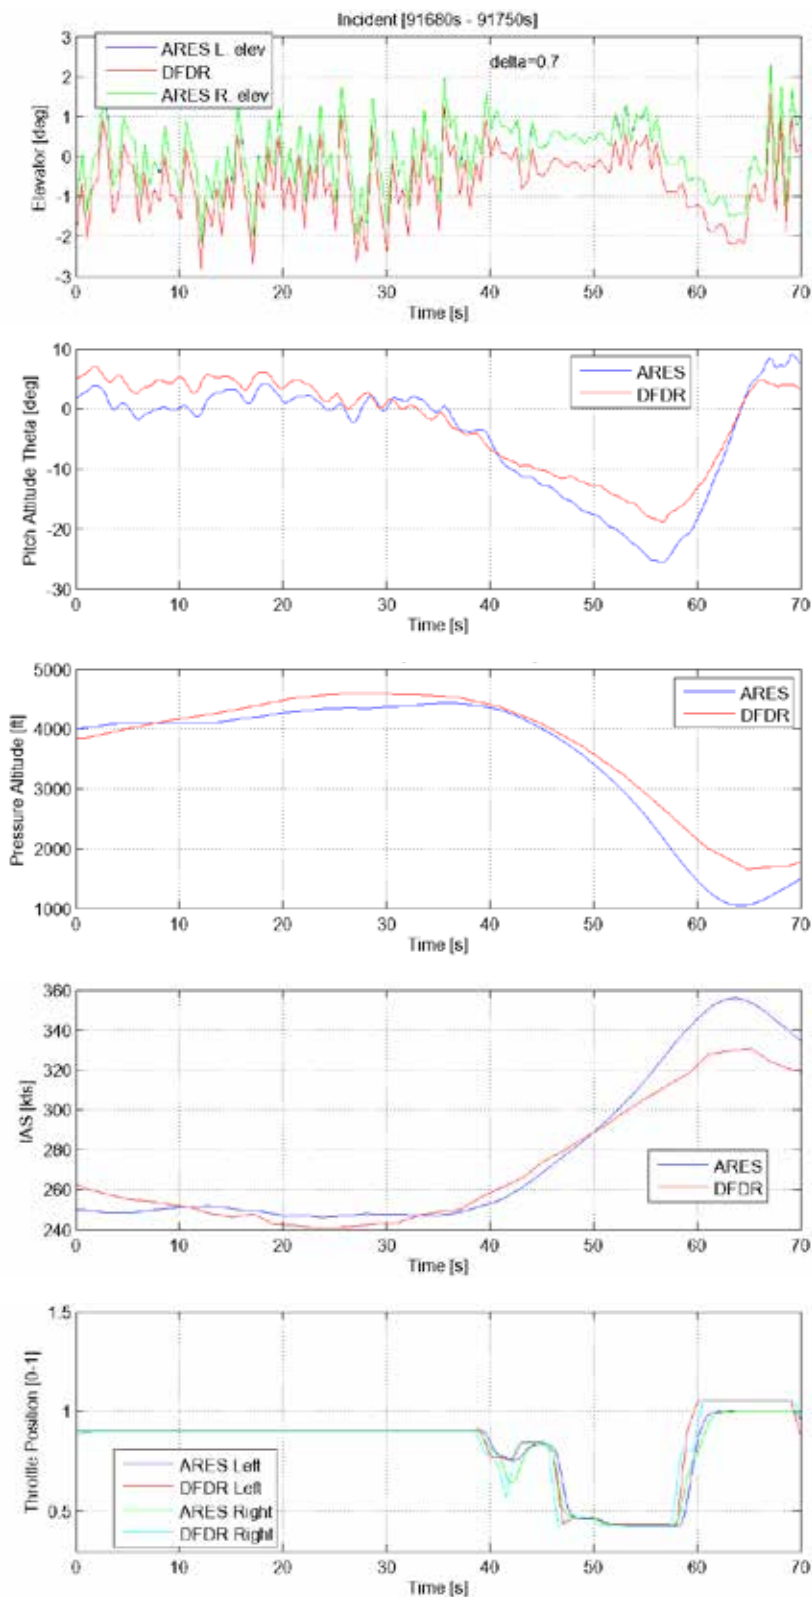 Incident [91680s - 91750s]
3
2
1
0
-1
-2
-3
Elevator [deg]
ARES L. elev
DFDR
ARES R. elev
delta=0.7
0 10 20 30 40 50 60 70
Time [s]
10
0
-10
-20
-30
Pitch Altitude Theta [deg]
ARES
DFDR
0 10 20 30 40 50 60 70
Time [s]
5000
4000
3000
2000
1000
Pressure Altitude [ft]
ARES
DFDR
0 10 20 30 40 50 60 70
Time [s]
360
340
320
300
280
260
240
IAS [kts]
ARES
DFDR
0 10 20 30 40 50 60 70
Time [s]
1.5
1
0.5
Throttle Position [0-1]
ARES Left
DFDR Left
ARES Right
DFDR Right
0 10 20 30 40 50 60 70
Time [s]